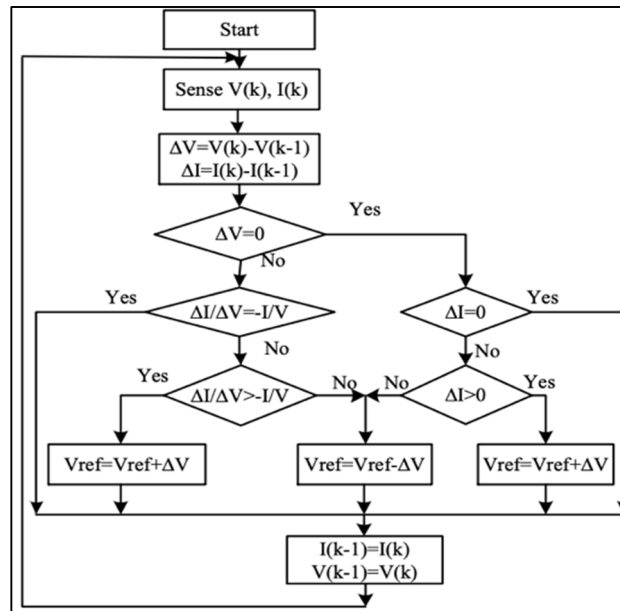 Start
Sense V(k), I(k)
ΔV=V(k)-V(k-1)
ΔI=I(k)-I(k-1)
Yes
ΔV=0
No
Yes
ΔI/ΔV=-I/V
ΔI=0
Yes
No
No
Yes
ΔI/ΔV>-I/V
No
No
ΔI>0
Yes
Vref=Vref+ΔV
Vref=Vref-ΔV
Vref=Vref+ΔV
I(k-1)=I(k)
V(k-1)=V(k)